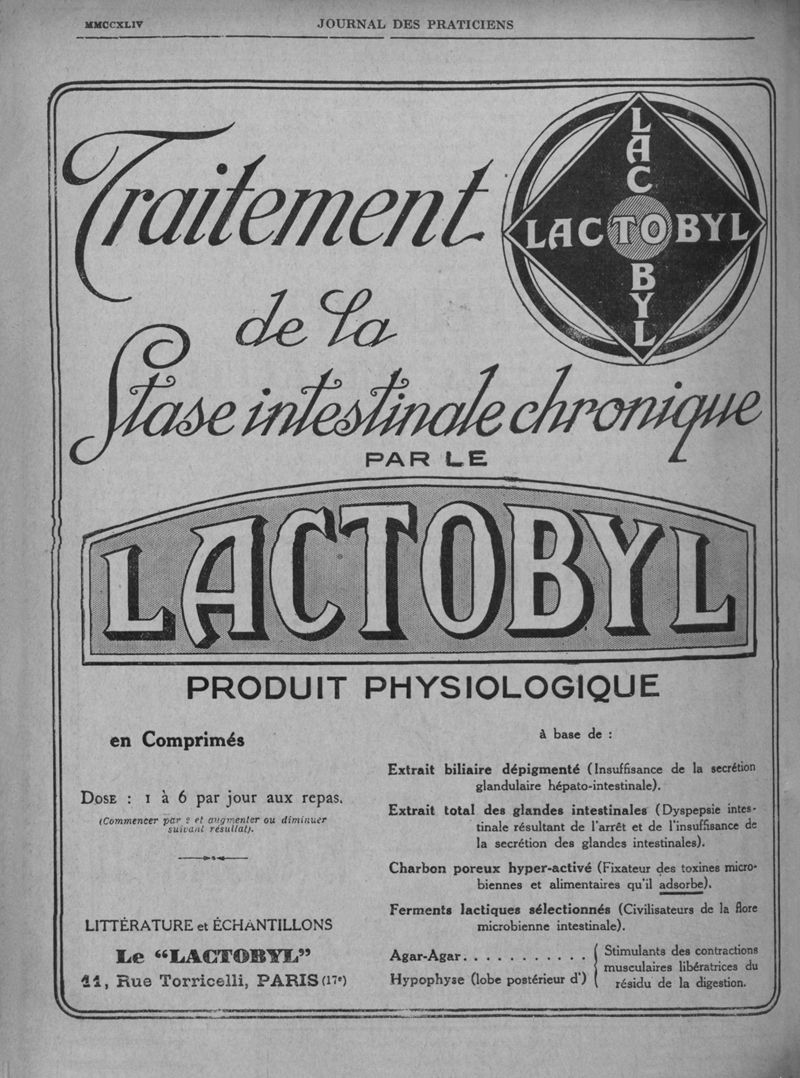 MMCCXLIV
JOURNAL DES PRATICIENS
Traitement
de la
Stase intestinale chronique
LACTOBYL
LACTOBYL
PAR LE
LACTOBYL
PRODUIT PHYSIOLOGIQUE
en Comprimés
DOSE : 1 à 6 par jour aux repas.
(Commencer par 2 et augmenter ou diminuer
suivant résultat).
LITTÉRATURE et ÉCHANTILLONS
Le “LACTOBYL”
11, Rue Torricelli, PARIS (17e)
à base de :
Extrait biliaire dépigmenté (Insuffisance de la secrétion
glandulaire hépato-intestinale).
Extrait total des glandes intestinales (Dyspepsie intes-
tinale résultant de l'arrêt et de l'insuffisance de
la secrétion des glandes intestinales).
Charbon poreux hyper-activé (Fixateur des toxines micro-
biennes et alimentaires qu'il adsorbe).
Ferments lactiques sélectionnés (Civilisateurs de la flore
microbienne intestinale).
Agar-Agar. . . . . . . . . . . .
Hypophyse (lobe postérieur d')
Stimulants des contractions
musculaires libératrices du
résidu de la digestion.